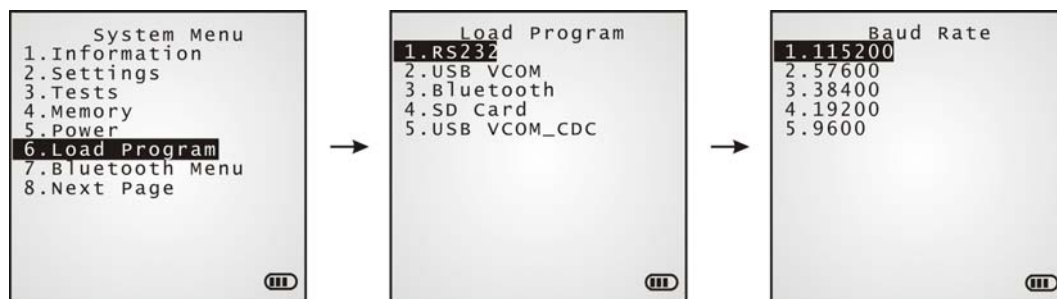 System Menu
1.Information
2.Settings
3.Tests
4.Memory
5.Power
6.Load Program
7.Bluetooth Menu
8.Next Page
Load Program
1.RS232
2.USB VCOM
3.Bluetooth
4.SD Card
5.USB VCOM_CDC
Baud Rate
1.115200
2.57600
3.38400
4.19200
5.9600